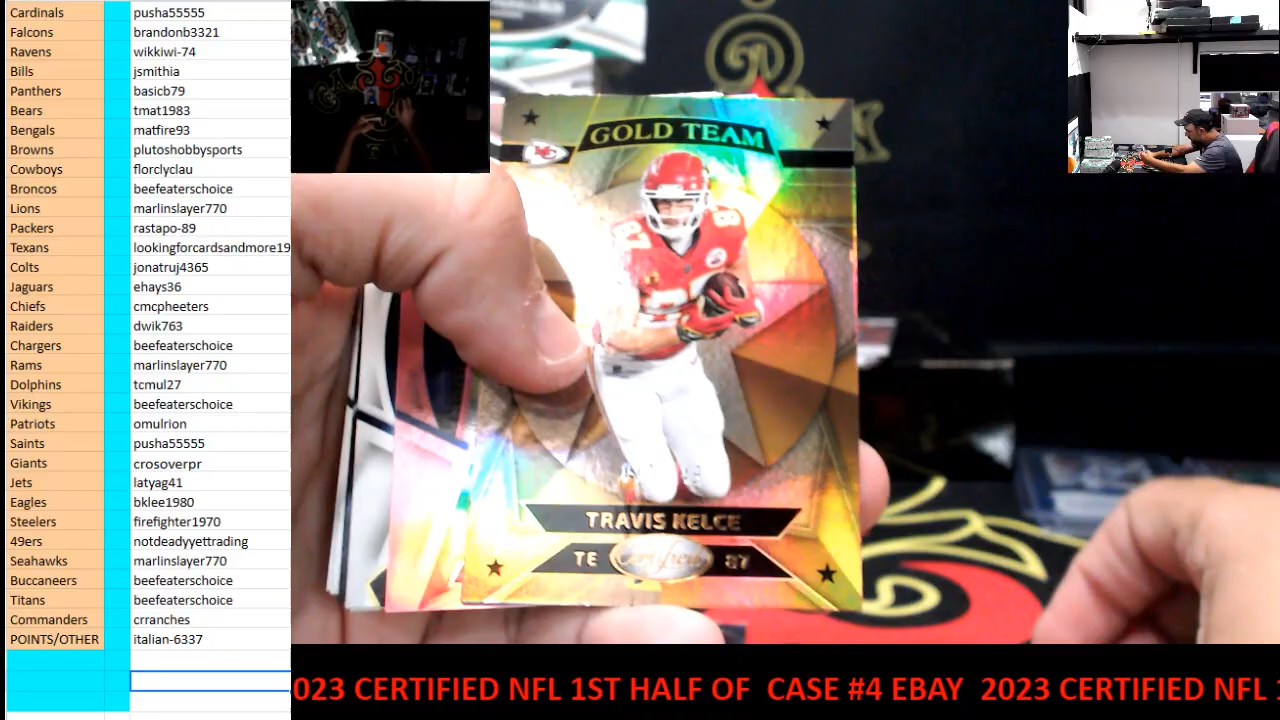 Cardinals pusha55555
Falcons brandonb3321
Ravens wikkiwi-74
Bills jsmithia
Panthers basicb79
Bears tmat1983
Bengals matfire93
Browns plutoshobbysports
Cowboys florclyclau
Broncos beefeaterschoice
Lions marlinslayer770
Packers rastapo-89
Texans lookingforcardsandmore19
Colts jonatruj4365
Jaguars ehays36
Chiefs cmcpheeters
Raiders dwik763
Chargers beefeaterschoice
Rams marlinslayer770
Dolphins tcmul27
Vikings beefeaterschoice
Patriots omulrion
Saints pusha55555
Giants crosoverpr
Jets latyag41
Eagles bklee1980
Steelers firefighter1970
49ers notdeadyyettrading
Seahawks marlinslayer770
Buccaneers beefeaterschoice
Titans beefeaterschoice
Commanders crranches
POINTS/OTHER italian-6337
GOLD TEAM
KC
87
TRAVIS KELCE
TE Certified 87
023 CERTIFIED NFL 1ST HALF OF CASE #4 EBAY 2023 CERTIFIED NFL 1